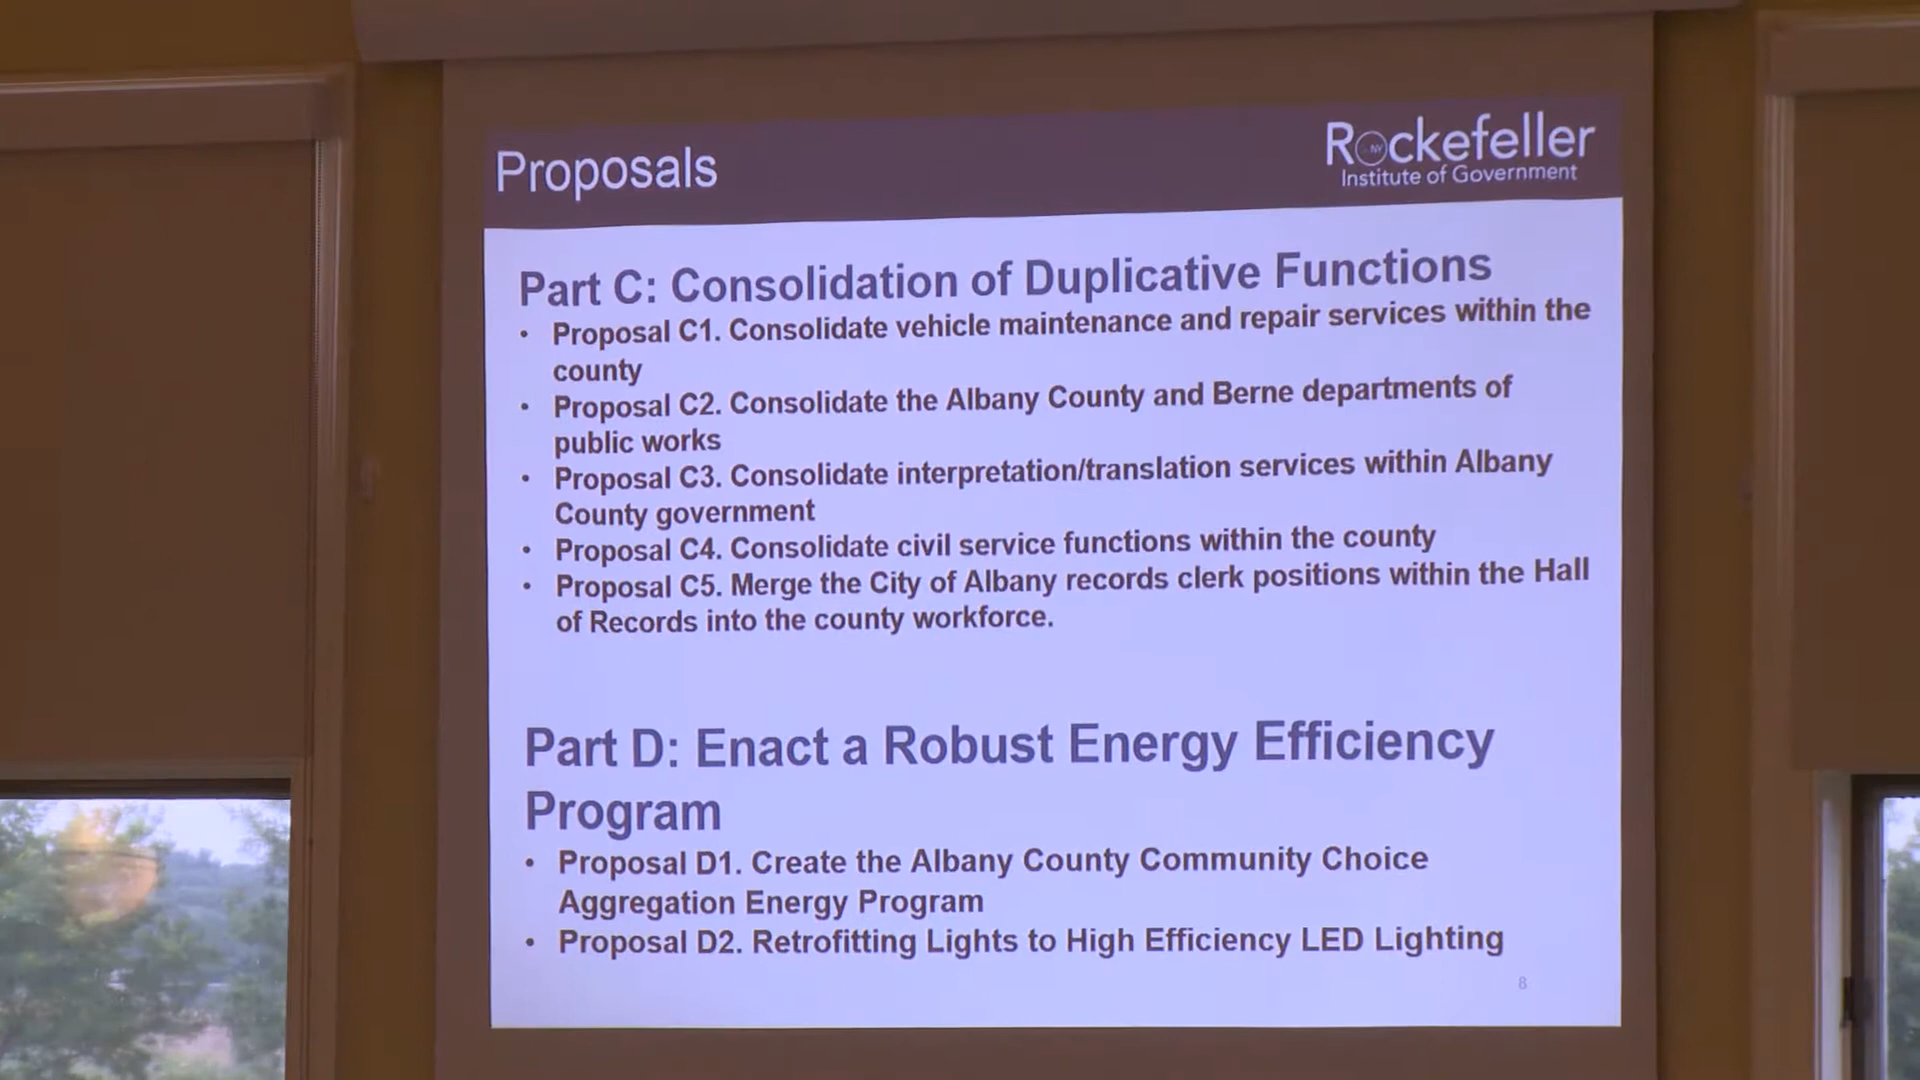 Proposals
Rockefeller
NY
Institute of Government
Part C: Consolidation of Duplicative Functions
• Proposal C1. Consolidate vehicle maintenance and repair services within the
county
• Proposal C2. Consolidate the Albany County and Berne departments of
public works
• Proposal C3. Consolidate interpretation/translation services within Albany
County government
• Proposal C4. Consolidate civil service functions within the county
• Proposal C5. Merge the City of Albany records clerk positions within the Hall
of Records into the county workforce.
Part D: Enact a Robust Energy Efficiency
Program
• Proposal D1. Create the Albany County Community Choice
Aggregation Energy Program
• Proposal D2. Retrofitting Lights to High Efficiency LED Lighting
8